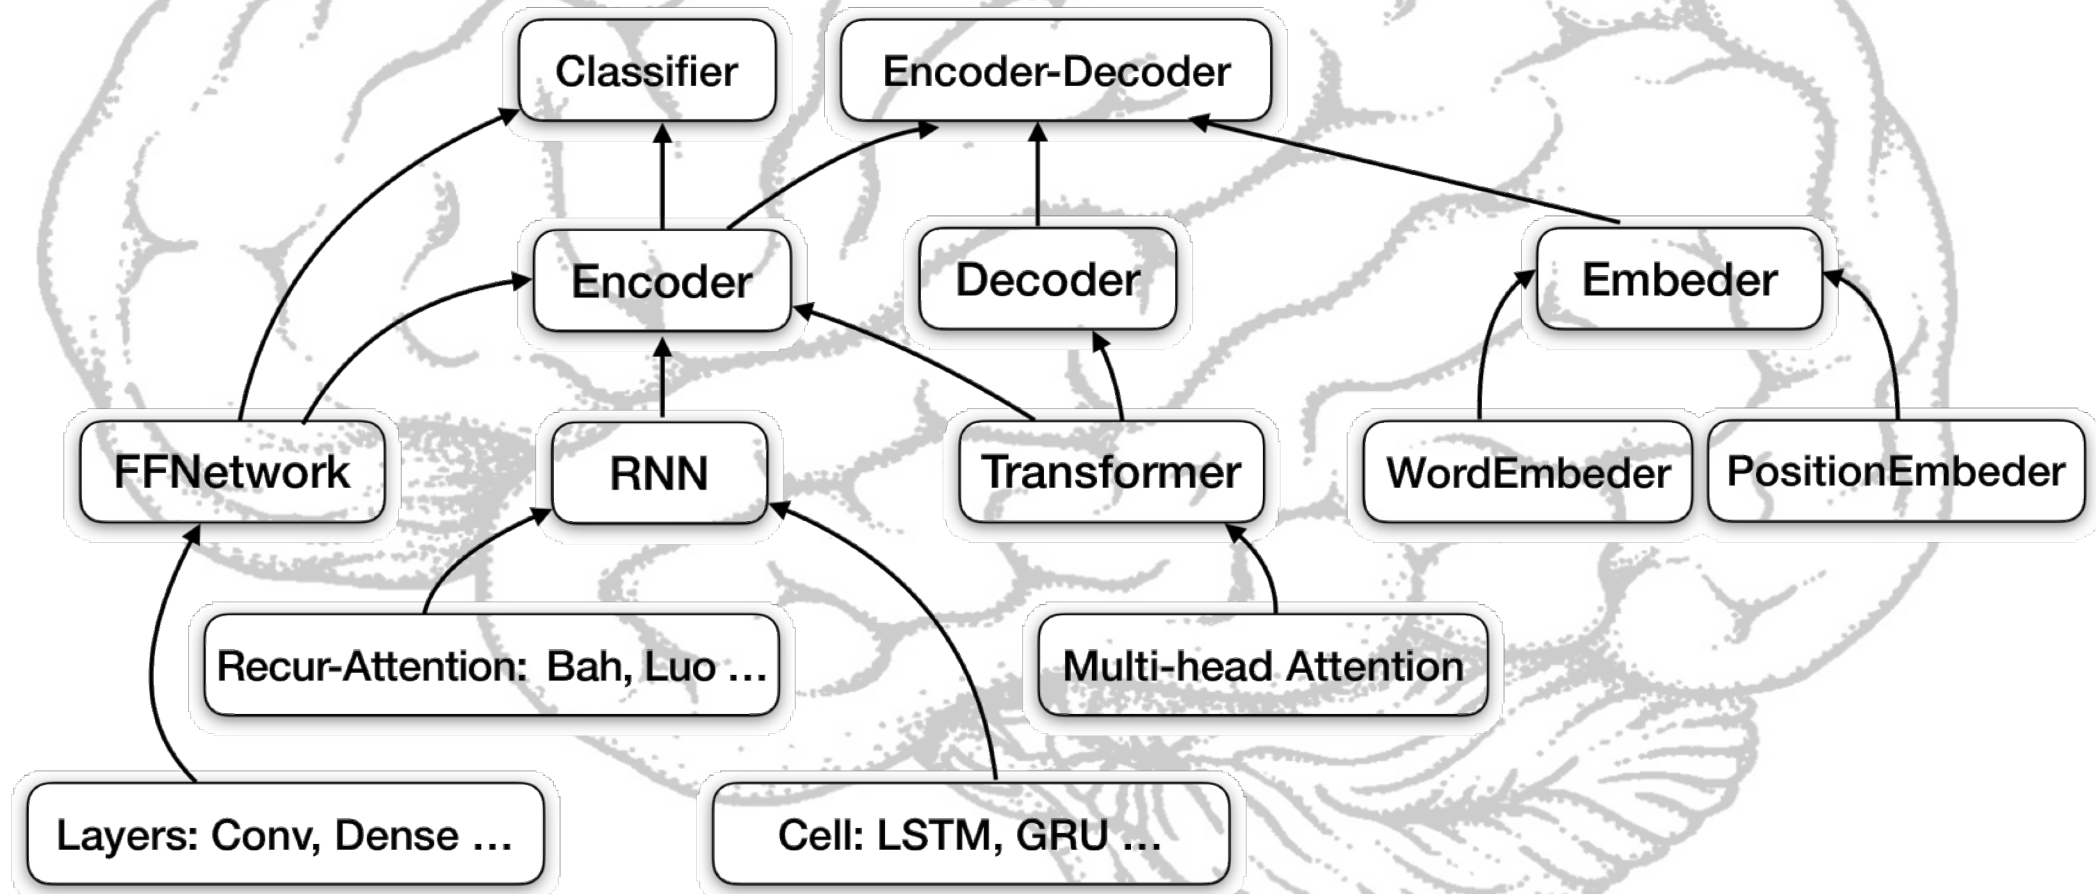 Classifier
Encoder-Decoder
Encoder
Decoder
Embeder
FFNetwork
RNN
Transformer
WordEmbeder
PositionEmbeder
Recur-Attention: Bah, Luo ...
Multi-head Attention
Layers: Conv, Dense ...
Cell: LSTM, GRU ...